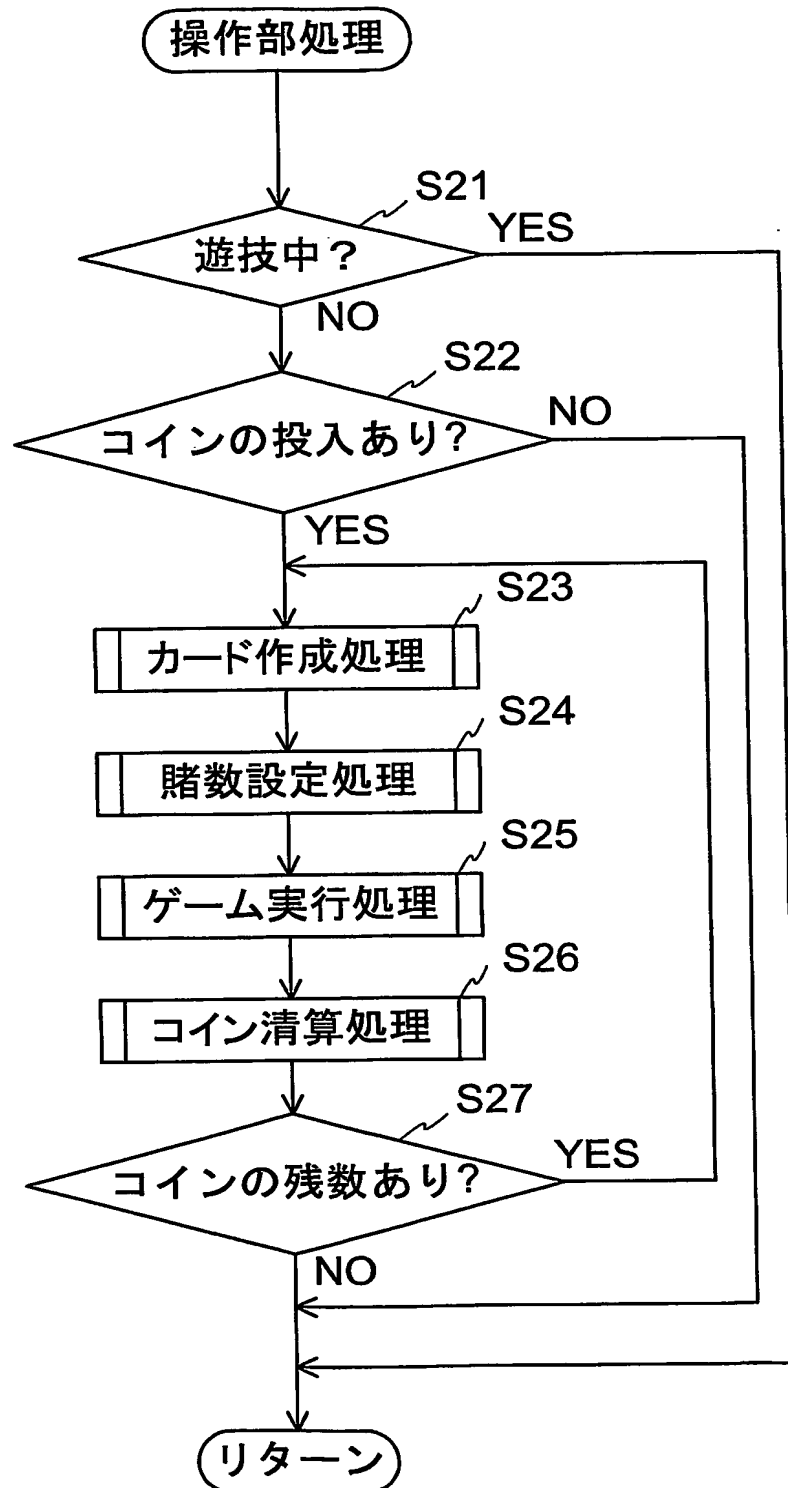 操作部処理
S21
遊技中?
YES
NO
S22
コインの投入あり?
NO
YES
S23
カード作成処理
S24
賭数設定処理
S25
ゲーム実行処理
S26
コイン清算処理
S27
コインの残数あり?
YES
NO
リターン